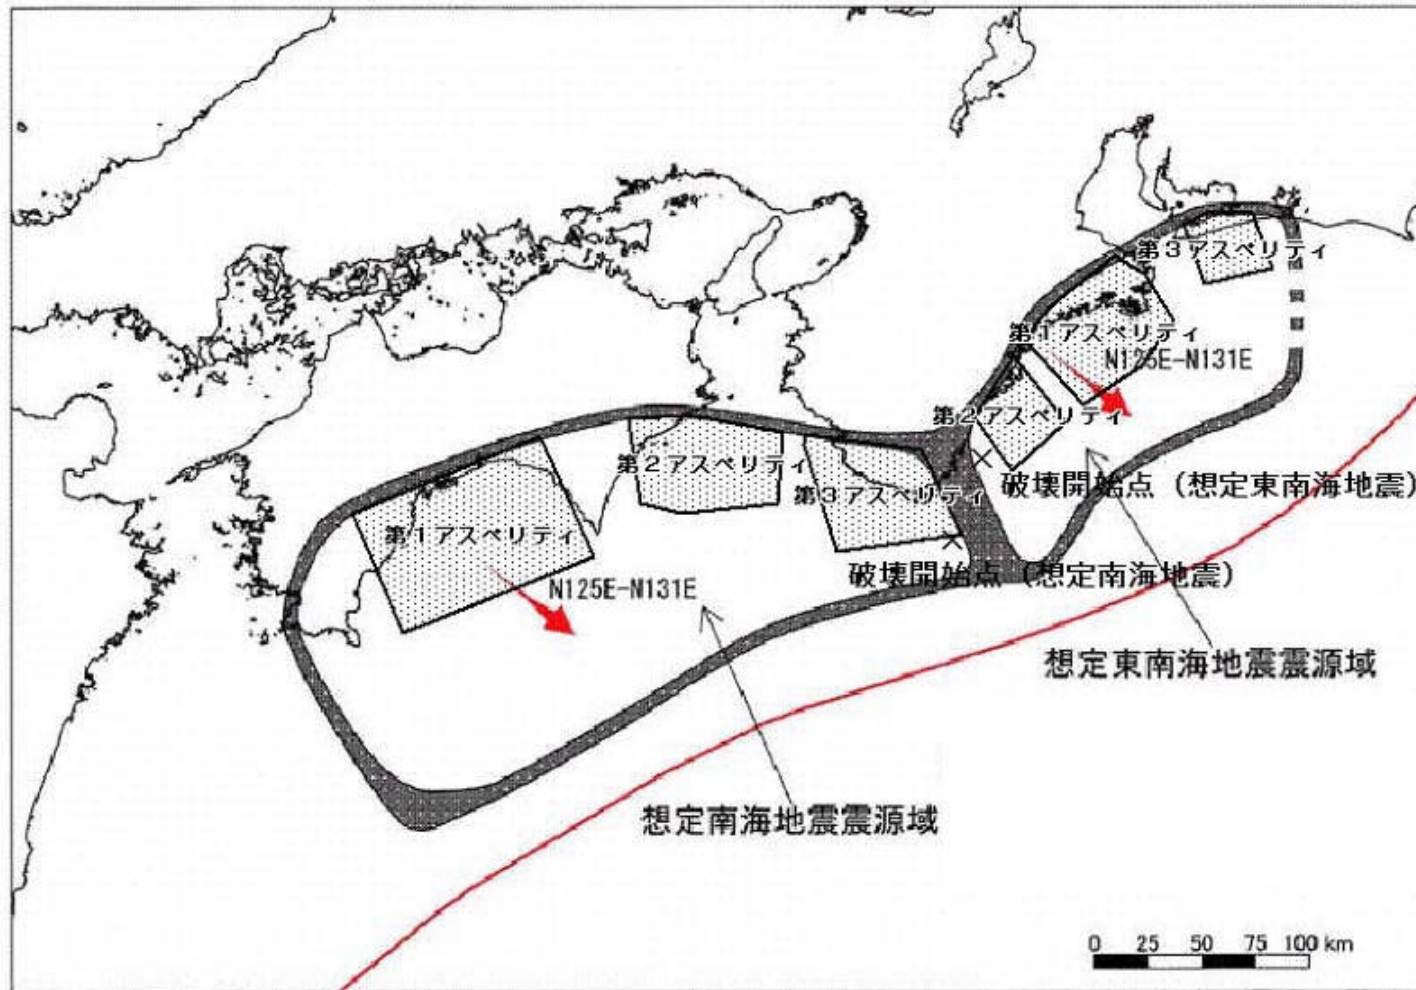 第3アスペリティ
第1アスペリティ
N125E-N131E
第2アスペリティ
破壊開始点（想定東南海地震）
第2アスペリティ
第3アスペリティ
第1アスペリティ
破壊開始点（想定南海地震）
N125E-N131E
想定東南海地震震源域
想定南海地震震源域
0 25 50 75 100 km